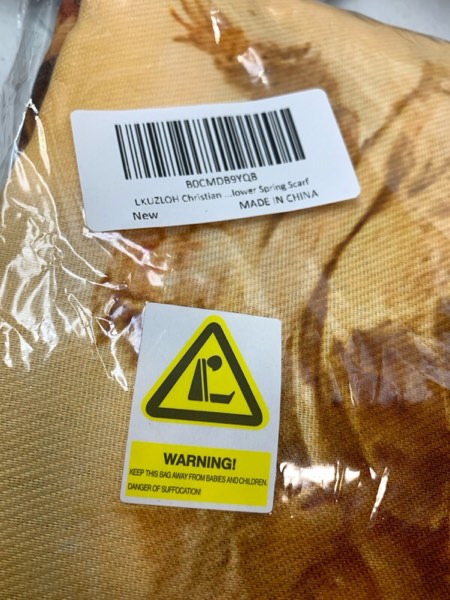 B0CMDB9YQB
LKUZLOH Christian ...lower Spring Scarf
New MADE IN CHINA
WARNING!
KEEP THIS BAG AWAY FROM BABIES AND CHILDREN.
DANGER OF SUFFOCATION!